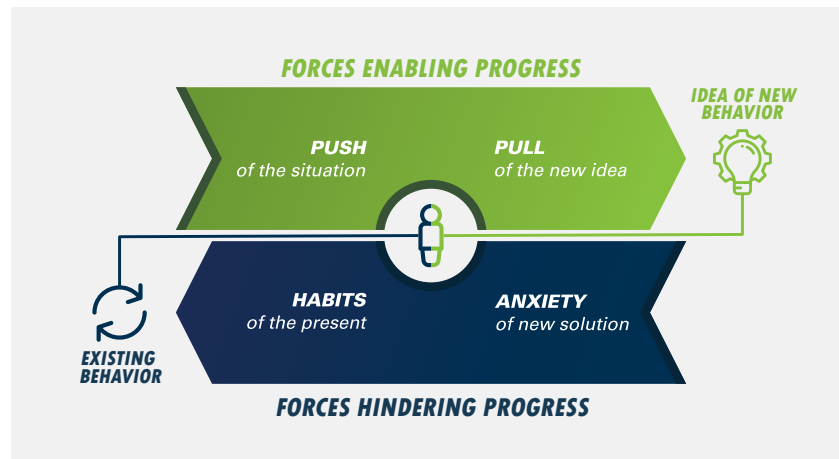 FORCES ENABLING PROGRESS
IDEA OF NEW
BEHAVIOR
PUSH
of the situation
PULL
of the new idea
HABITS
of the present
ANXIETY
of new solution
EXISTING
BEHAVIOR
FORCES HINDERING PROGRESS